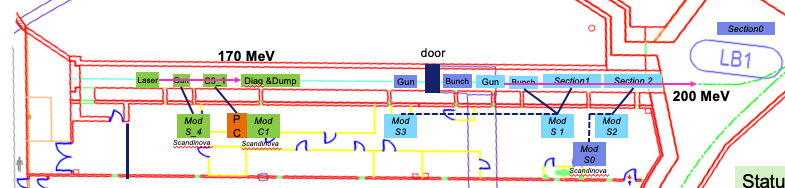 Section0
door
170 MeV
LB1
Laser
Gun
Diag &Dump
Gun
Bunch
Gun
Bunch
Section1
Section 2
200 MeV
Mod
S_4
Scandinova
P
C
Mod
C1
Scandinova
Mod
S3
Mod
S 1
Mod
S2
Mod
S0
Scandinova
Statu